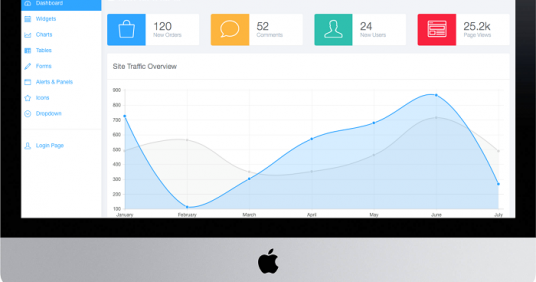 Dashboard
Widgets
Charts
Tables
Forms
Alerts & Panels
Icons
Dropdown
Login Page
120
New Orders
52
Comments
24
New Users
25.2k
Page Views
Site Traffic Overview
900
800
700
600
500
400
300
200
100
January
February
March
April
May
June
July